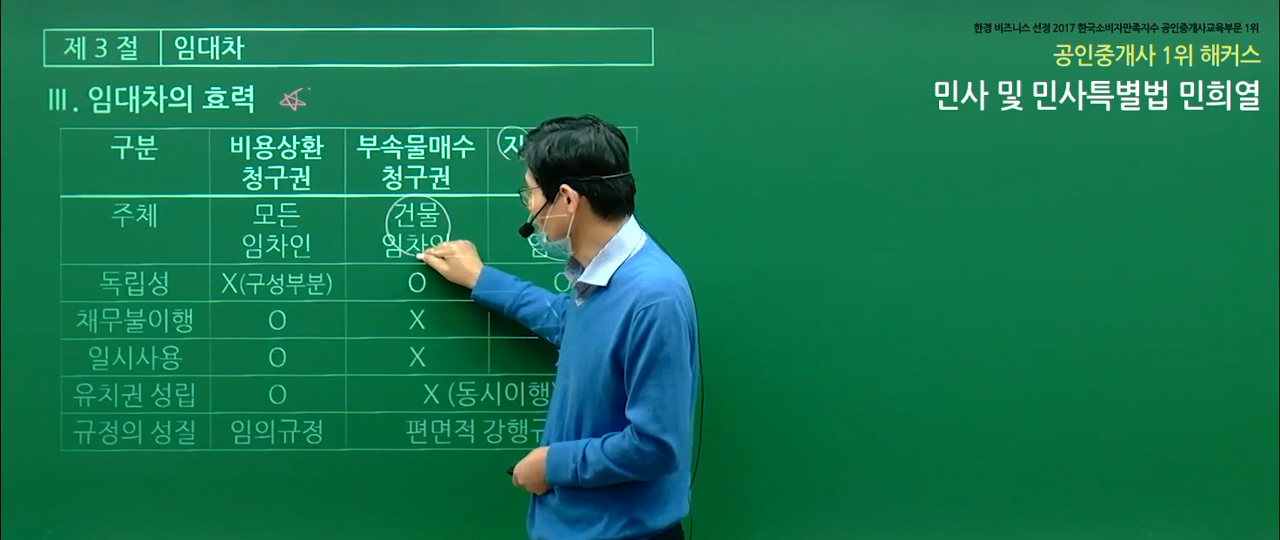 한경 비즈니스 선정 2017 한국소비자만족지수 공인중개사교육부문 1위
공인중개사 1위 해커스
민사 및 민사특별법 민희열
제 3 절 임대차
Ⅲ. 임대차의 효력
구분 비용상환 청구권 부속물매수 청구권
주체 모든 임차인 건물 임차인
독립성 X(구성부분) O O
채무불이행 O X
일시사용 O X
유치권 성립 O X (동시이행)
규정의 성질 임의규정 편면적 강행